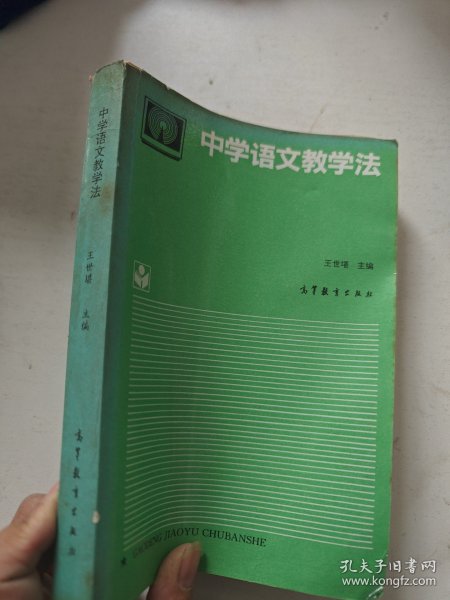 中学语文教学法
王世堪 主编
高等教育出版社
GAODENG JIAOYU CHUBANSHE
中学语文教学法
王世堪 主编
高等教育出版社
孔夫子旧书网
www.kongfz.com